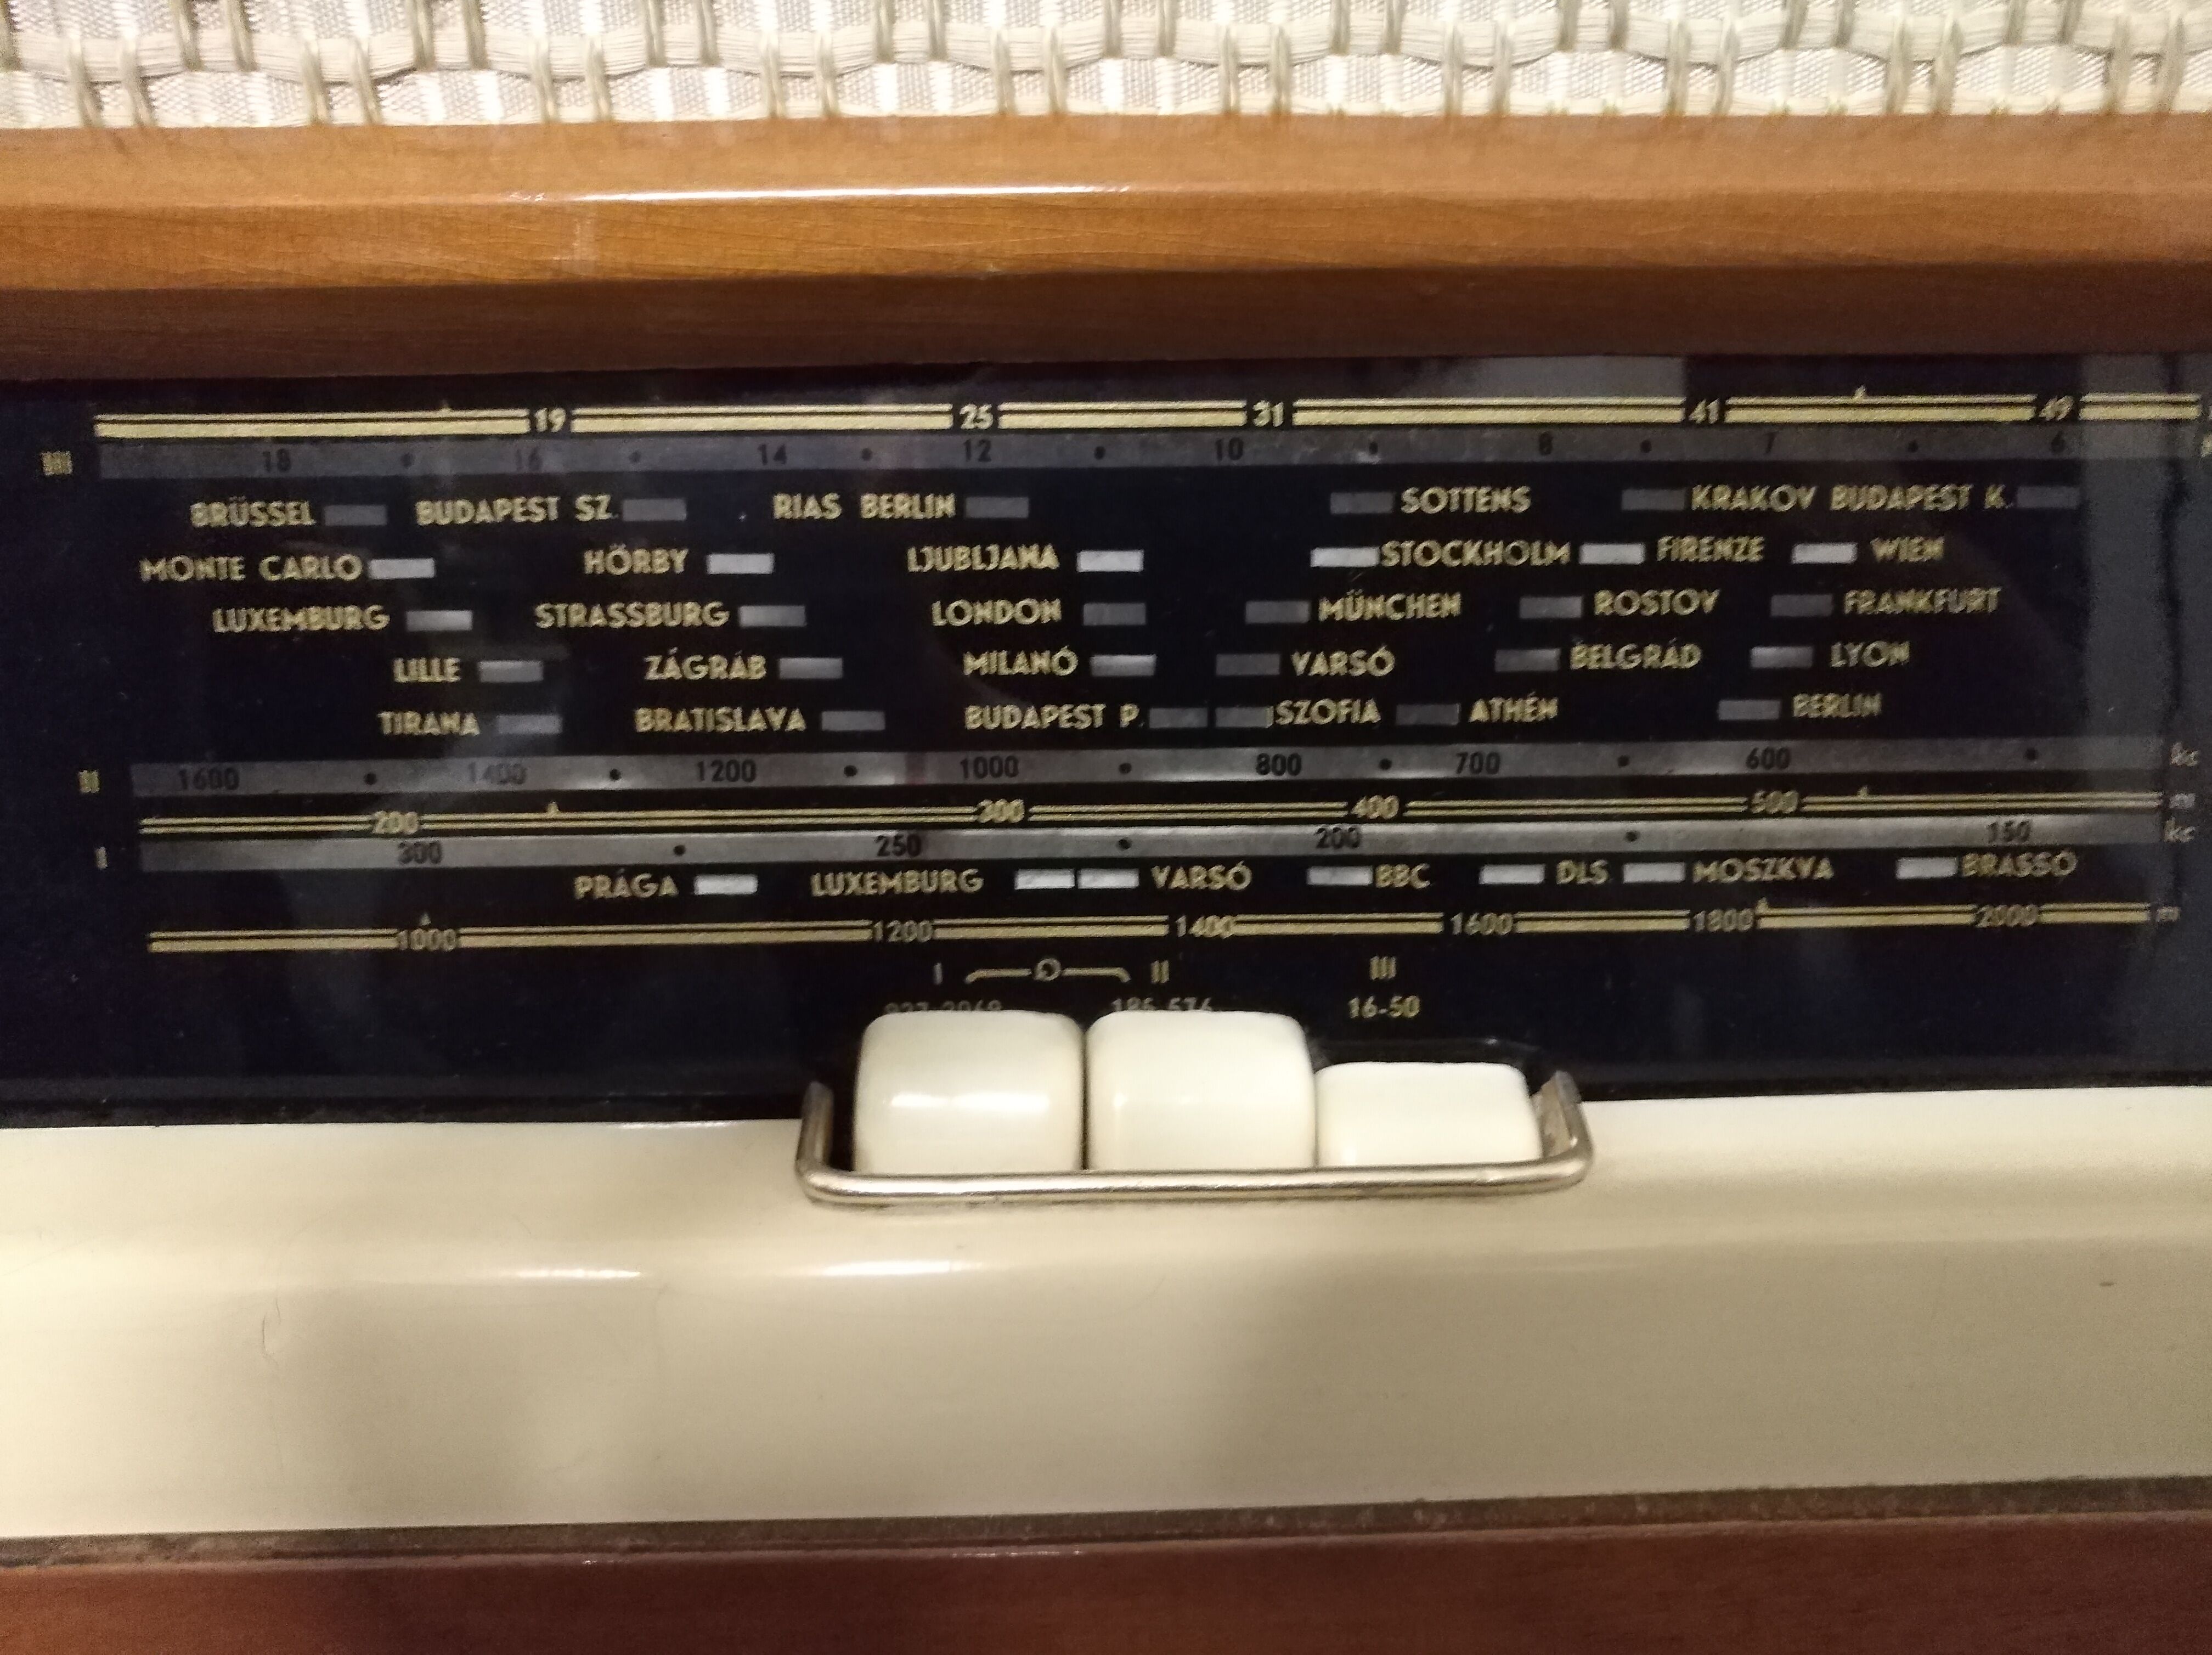 19 25 31 41 49
III 18 16 14 12 10 8 7 6
BRÜSSEL BUDAPEST SZ. RIAS BERLIN SOTTENS KRAKOV BUDAPEST K.
MONTE CARLO HÖRBY LJUBLJANA STOCKHOLM FIRENZE WIEN
LUXEMBURG STRASSBURG LONDON MÜNCHEN ROSTOV FRANKFURT
LILLE ZÁGRÁB MILANÓ VARSÓ BELGRÁD LYON
TIRANA BRATISLAVA BUDAPEST P. SZOFIA ATHÉN BERLIN
II 1600 1400 1200 1000 800 700 600 kc
200 300 400 500 m
I 300 250 200 150 kc
PRÁGA LUXEMBURG VARSÓ BBC DLS MOSZKVA BRASSÓ
1000 1200 1400 1600 1800 2000 m
I II III
16-50